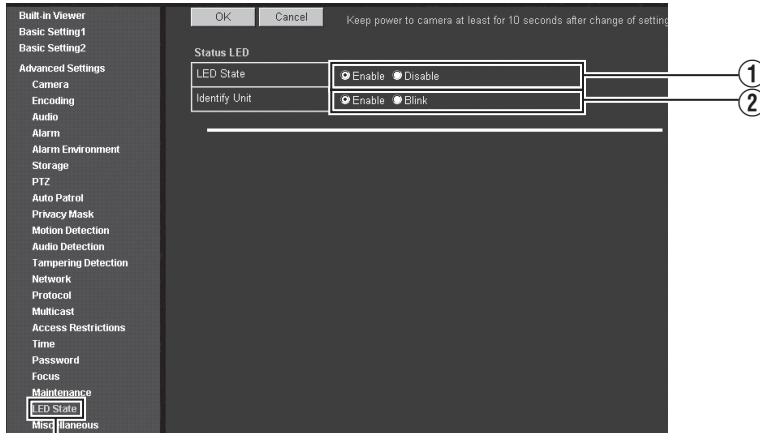 Built-in Viewer
Basic Setting1
Basic Setting2
Advanced Settings
Camera
Encoding
Audio
Alarm
Alarm Environment
Storage
PTZ
Auto Patrol
Privacy Mask
Motion Detection
Audio Detection
Tampering Detection
Network
Protocol
Multicast
Access Restrictions
Time
Password
Focus
Maintenance
LED State
Miscellaneous
OK Cancel Keep power to camera at least for 10 seconds after change of setting
Status LED
LED State Enable Disable ①
Identify Unit Enable Blink ②